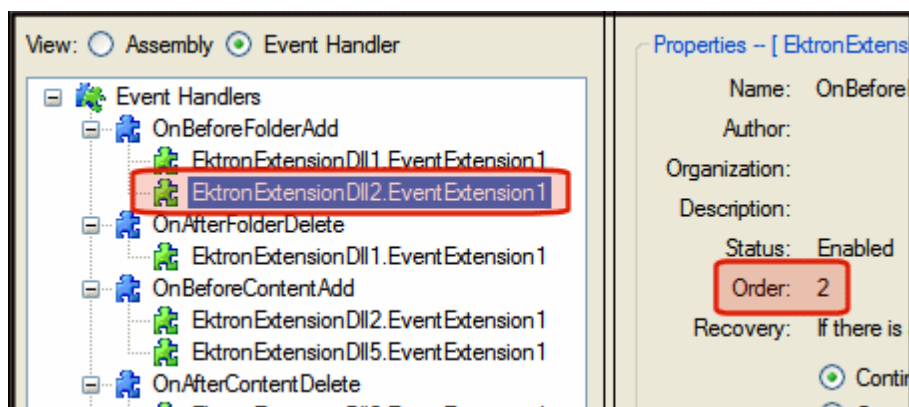 View: Assembly Event Handler
Event Handlers
OnBeforeFolderAdd
EktronExtensionDll1.EventExtension1
EktronExtensionDll2.EventExtension1
OnAfterFolderDelete
EktronExtensionDll1.EventExtension1
OnBeforeContentAdd
EktronExtensionDll2.EventExtension1
EktronExtensionDll5.EventExtension1
OnAfterContentDelete
Properties -- [ EktronExtens
Name: OnBefore
Author:
Organization:
Description:
Status: Enabled
Order: 2
Recovery: If there is
Contin